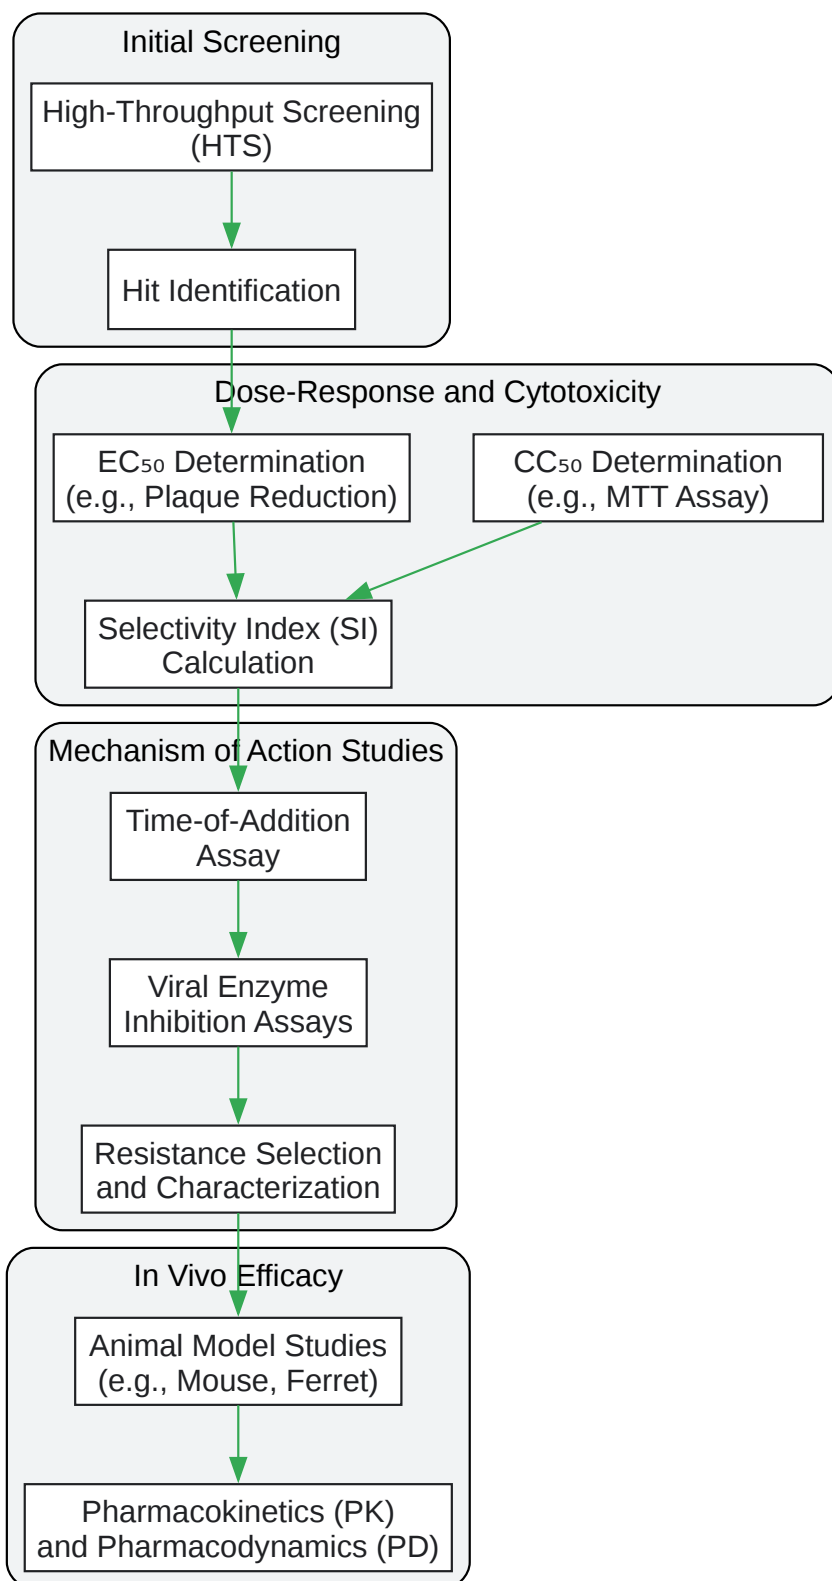 Initial Screening
High-Throughput Screening
(HTS)
Hit Identification
Dose-Response and Cytotoxicity
EC₅₀ Determination
(e.g., Plaque Reduction)
CC₅₀ Determination
(e.g., MTT Assay)
Selectivity Index (SI)
Calculation
Mechanism of Action Studies
Time-of-Addition
Assay
Viral Enzyme
Inhibition Assays
Resistance Selection
and Characterization
In Vivo Efficacy
Animal Model Studies
(e.g., Mouse, Ferret)
Pharmacokinetics (PK)
and Pharmacodynamics (PD)